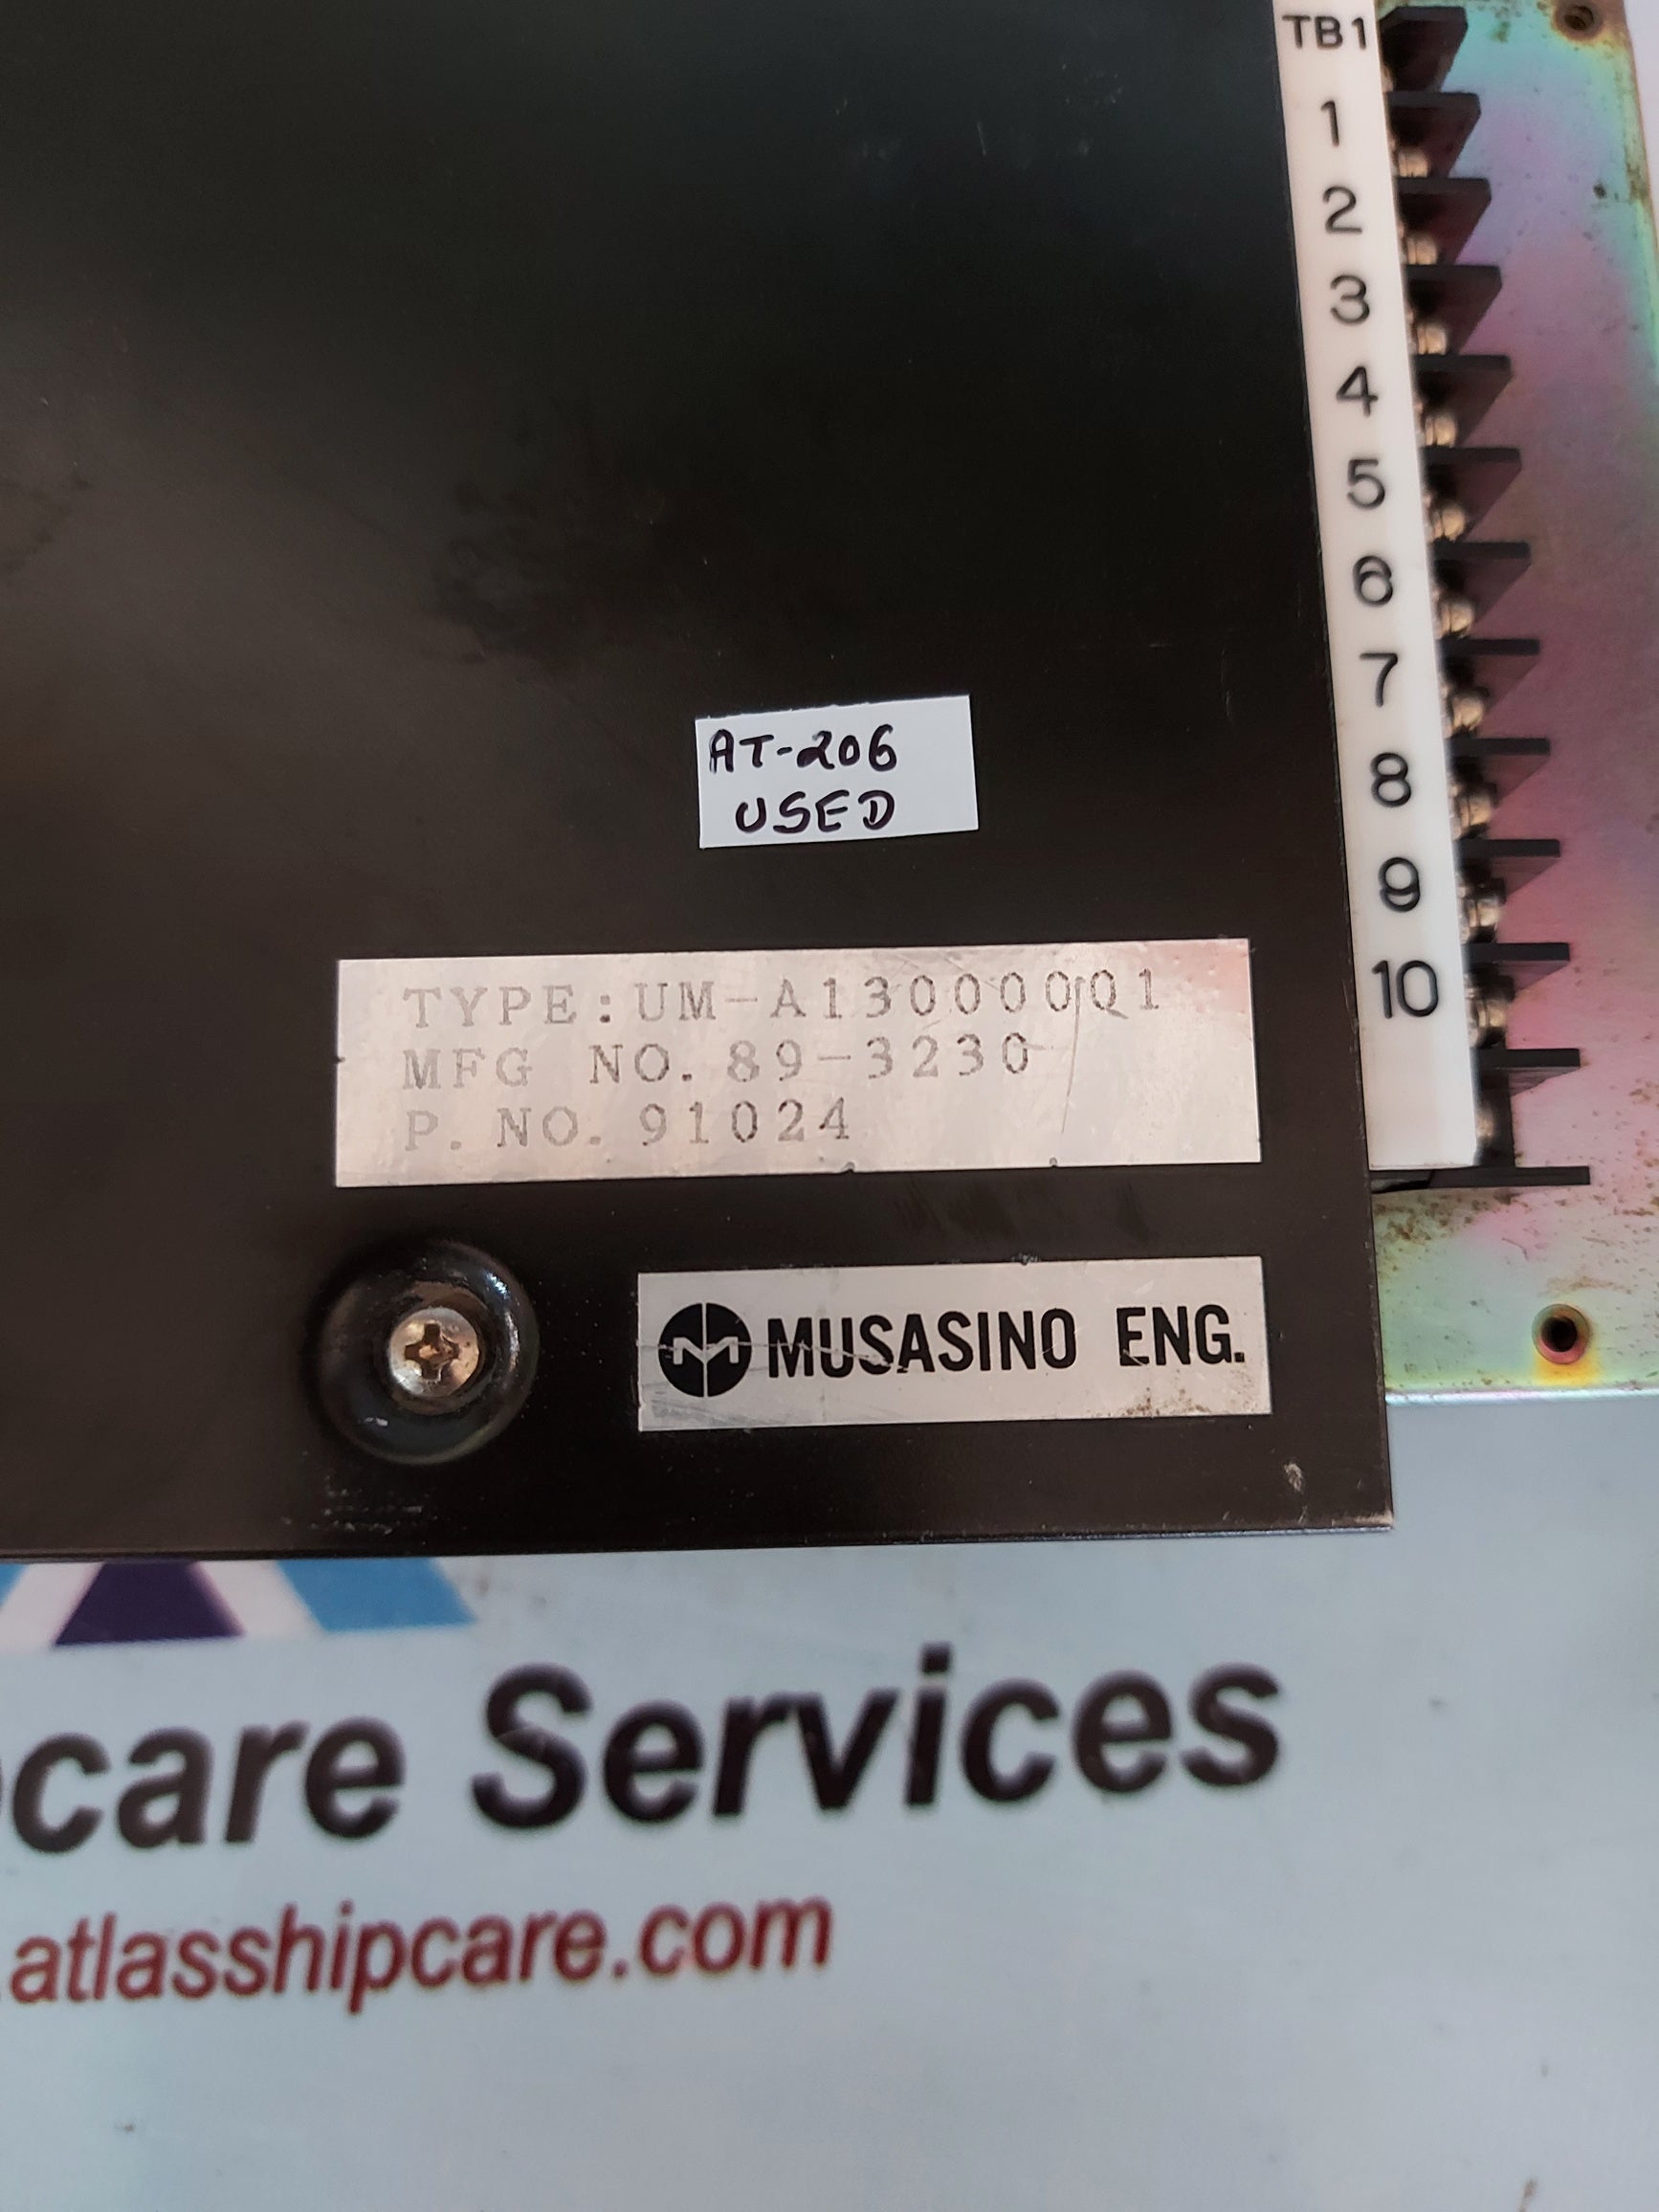 TB1
1
2
3
4
5
6
7
8
9
10
AT-206
USED
TYPE:UM-A130000Q1
MFG NO.89-3230
P.NO.91024
MUSASINO ENG.
care Services
.atlasshipcare.com